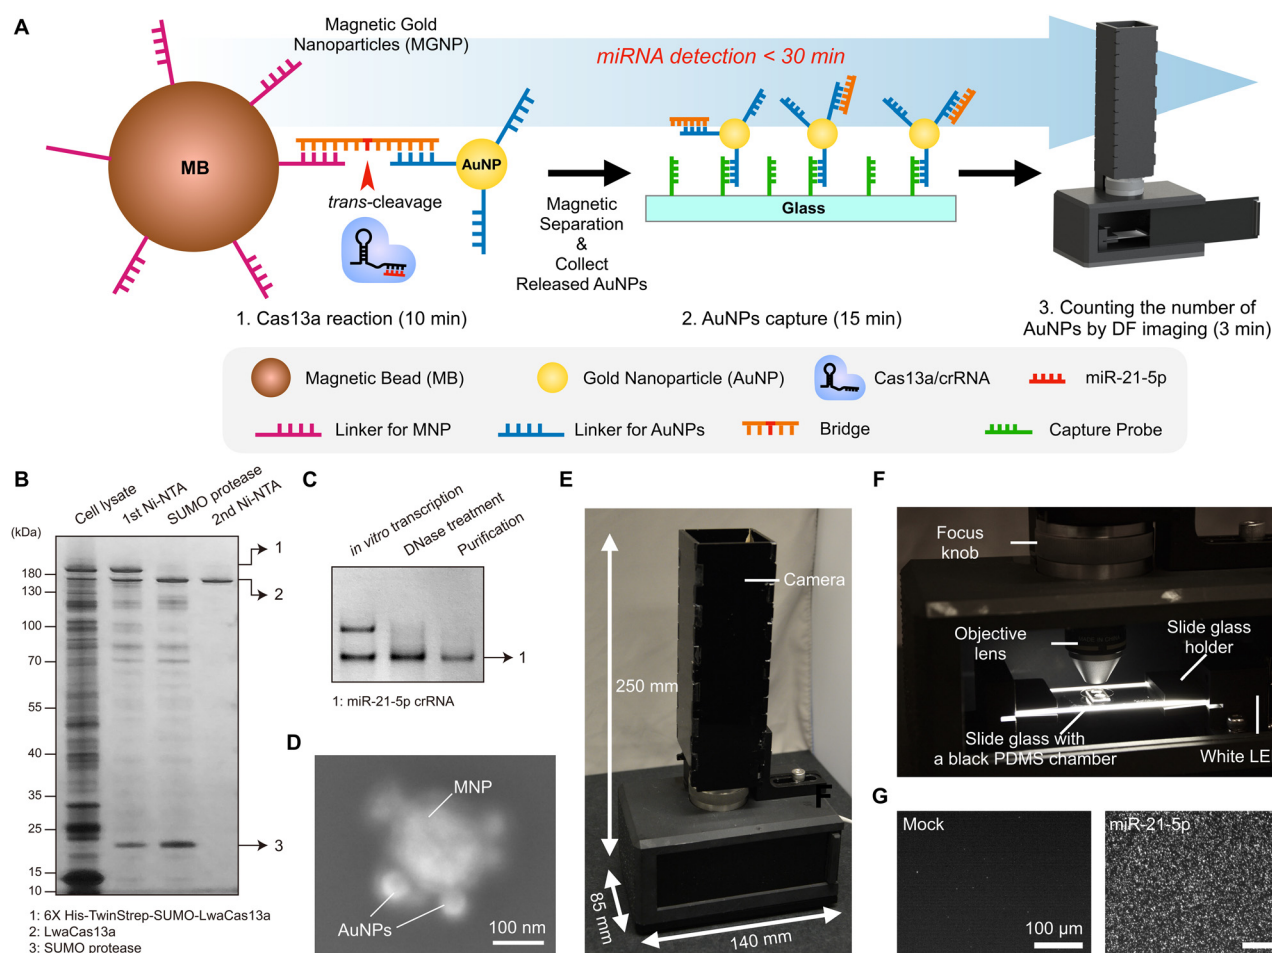 A
Magnetic Gold
Nanoparticles (MGNP)
miRNA detection < 30 min
MB
AuNP
trans-cleavage
Magnetic
Separation
&
Collect
Released AuNPs
Glass
1. Cas13a reaction (10 min)
2. AuNPs capture (15 min)
3. Counting the number of
AuNPs by DF imaging (3 min)
Magnetic Bead (MB)
Gold Nanoparticle (AuNP)
Cas13a/crRNA
miR-21-5p
Linker for MNP
Linker for AuNPs
Bridge
Capture Probe
B
Cell lysate
1st Ni-NTA
SUMO protease
2nd Ni-NTA
(kDa)
180
130
100
70
55
40
35
25
15
10
1
2
3
1: 6X His-TwinStrep-SUMO-LwaCas13a
2: LwaCas13a
3: SUMO protease
C
in vitro transcription
DNase treatment
Purification
1
1: miR-21-5p crRNA
D
MNP
AuNPs
100 nm
E
Camera
250 mm
F
85 mm
140 mm
F
Focus
knob
Objective
lens
Slide glass
holder
Slide glass with
a black PDMS chamber
White LE
G
Mock
100 μm
miR-21-5p